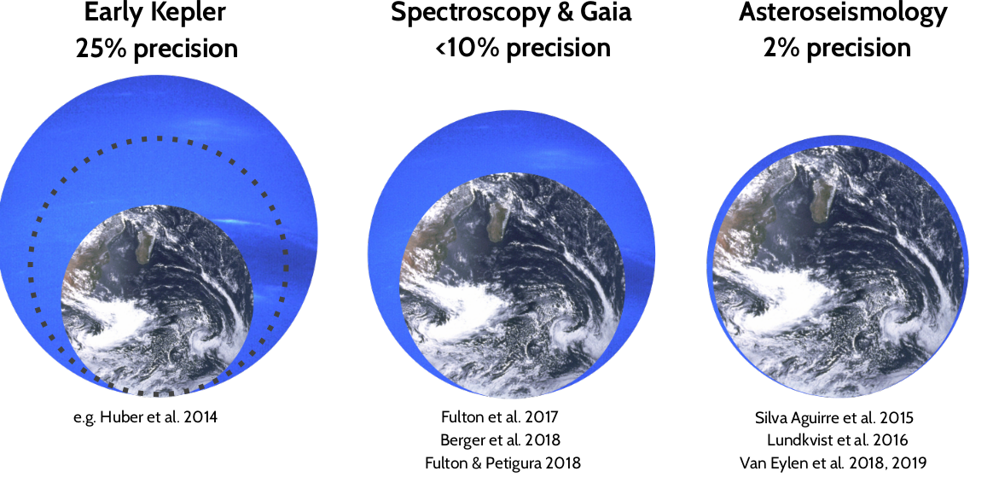 Early Kepler
25% precision
e.g. Huber et al. 2014
Spectroscopy & Gaia
<10% precision
Fulton et al. 2017
Berger et al. 2018
Fulton & Petigura 2018
Asteroseismology
2% precision
Silva Aguirre et al. 2015
Lundkvist et al. 2016
Van Eylen et al. 2018, 2019